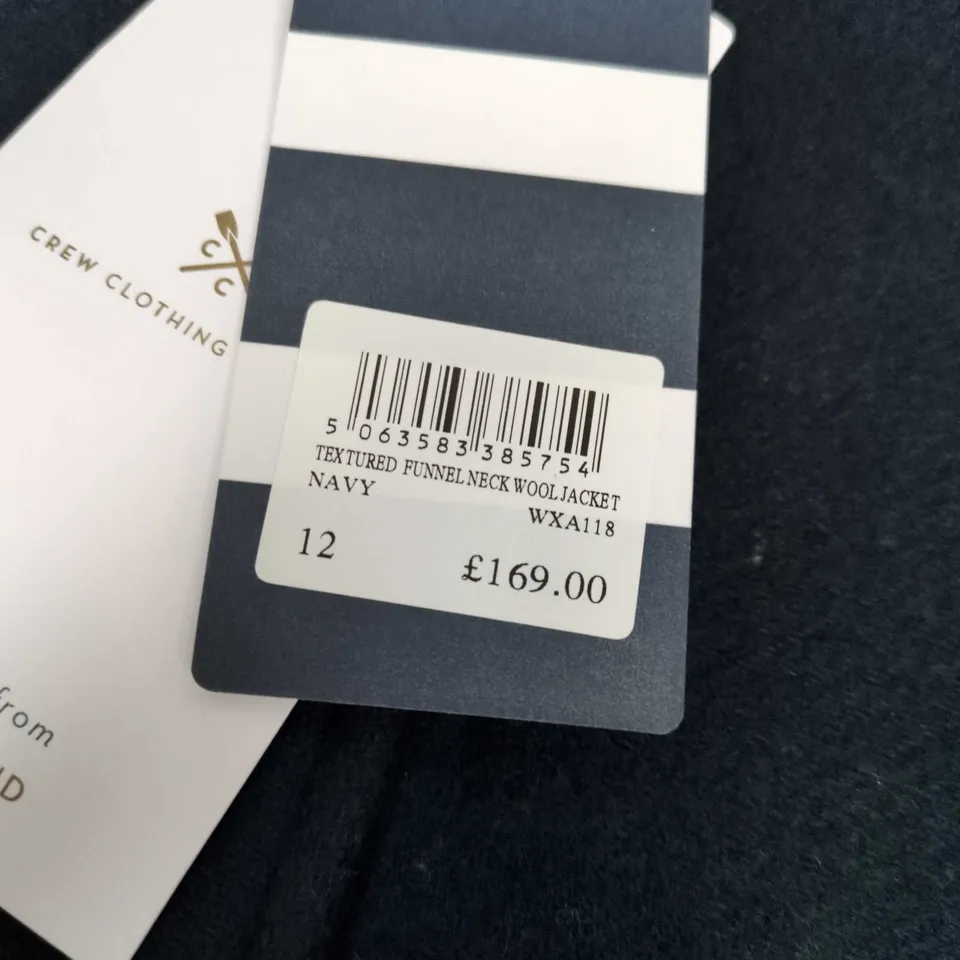 C C
C
CREW CLOTHING
5 063583 385754
TEXTURED FUNNEL NECK WOOL JACKET
NAVY
WXA118
12
£169.00
from